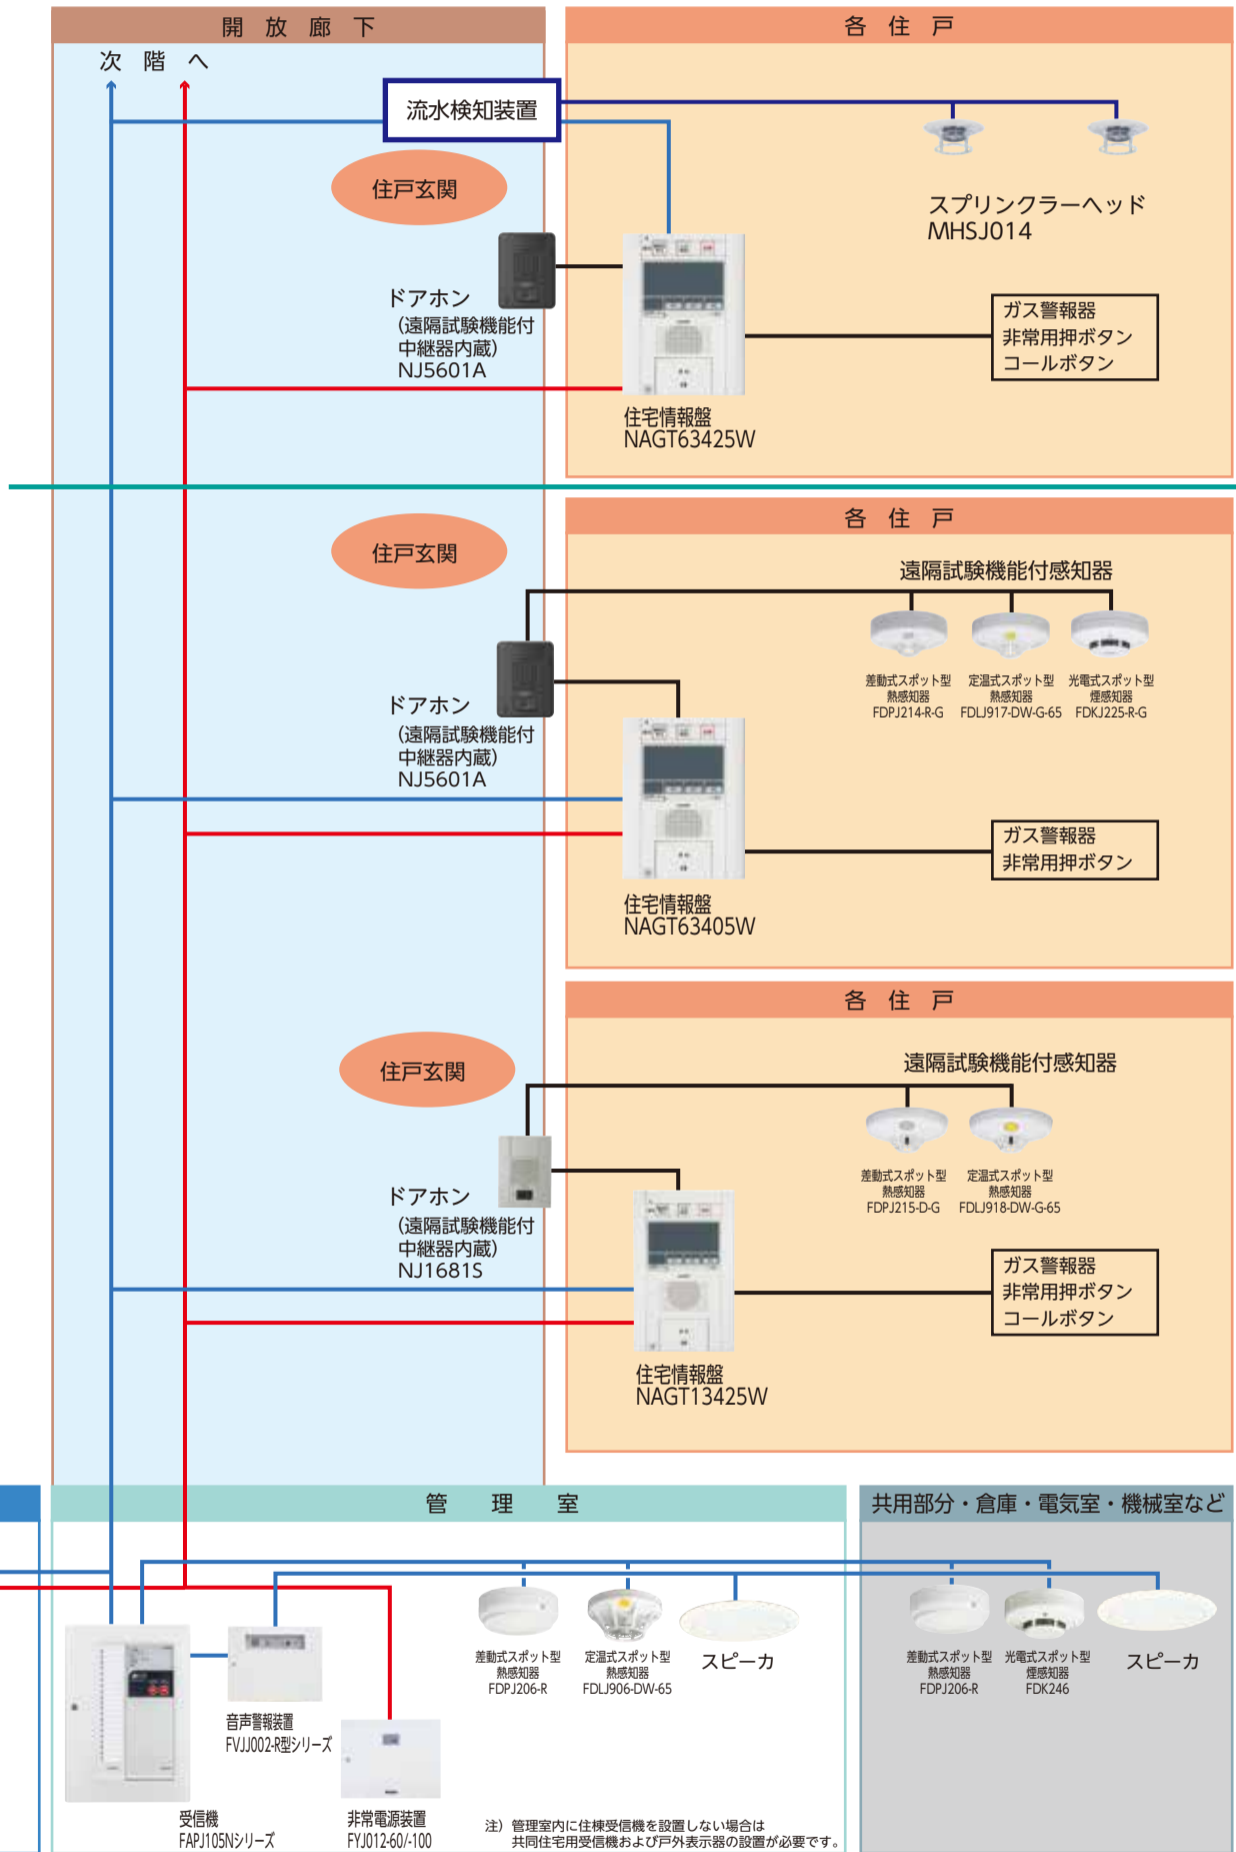 開放廊下
各住戸
次階へ
流水検知装置
住戸玄関
スプリンクラーヘッド
MHSJ014
ドアホン
(遠隔試験機能付
中継器内蔵)
NJ5601A
ガス警報器
非常用押ボタン
コールボタン
住宅情報盤
NAGT63425W
各住戸
住戸玄関
遠隔試験機能付感知器
差動式スポット型
熱感知器
FDPJ214-R-G
定温式スポット型
熱感知器
FDLJ917-DW-G-65
光電式スポット型
煙感知器
FDKJ225-R-G
ドアホン
(遠隔試験機能付
中継器内蔵)
NJ5601A
ガス警報器
非常用押ボタン
住宅情報盤
NAGT63405W
各住戸
住戸玄関
遠隔試験機能付感知器
差動式スポット型
熱感知器
FDPJ215-D-G
定温式スポット型
熱感知器
FDLJ918-DW-G-65
ドアホン
(遠隔試験機能付
中継器内蔵)
NJ1681S
ガス警報器
非常用押ボタン
コールボタン
住宅情報盤
NAGT13425W
管理室
共用部分・倉庫・電気室・機械室など
差動式スポット型
熱感知器
FDPJ206-R
定温式スポット型
熱感知器
FDLJ906-DW-65
スピーカ
差動式スポット型
熱感知器
FDPJ206-R
光電式スポット型
煙感知器
FDK246
スピーカ
音声警報装置
FVJJ002-R型シリーズ
受信機
FAPJ105Nシリーズ
非常電源装置
FYJ012-60/-100
注)管理室内に住棟受信機を設置しない場合は
共同住宅用受信機および戸外表示器の設置が必要です。